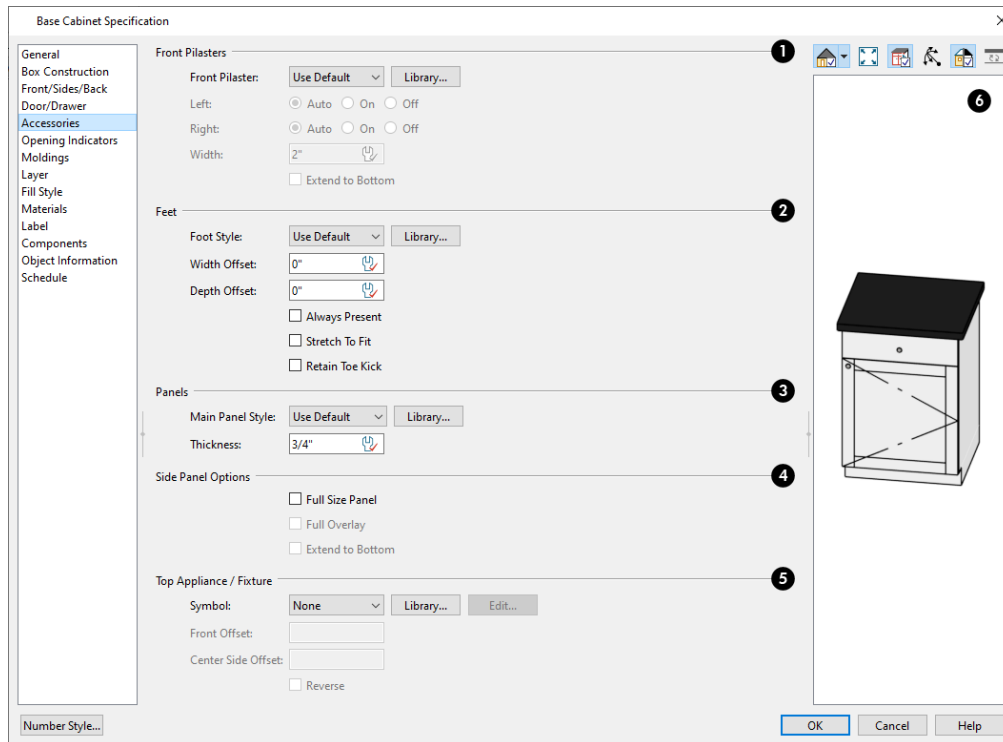 Base Cabinet Specification
General
Box Construction
Front/Sides/Back
Door/Drawer
Accessories
Opening Indicators
Moldings
Layer
Fill Style
Materials
Label
Components
Object Information
Schedule
Front Pilasters 1
Front Pilaster: Use Default Library...
Left: Auto On Off
Right: Auto On Off
Width: 2"
Extend to Bottom
Feet 2
Foot Style: Use Default Library...
Width Offset: 0"
Depth Offset: 0"
Always Present
Stretch To Fit
Retain Toe Kick
Panels 3
Main Panel Style: Use Default Library...
Thickness: 3/4"
Side Panel Options 4
Full Size Panel
Full Overlay
Extend to Bottom
Top Appliance / Fixture 5
Symbol: None Library... Edit...
Front Offset:
Center Side Offset:
Reverse
6
Number Style... OK Cancel Help